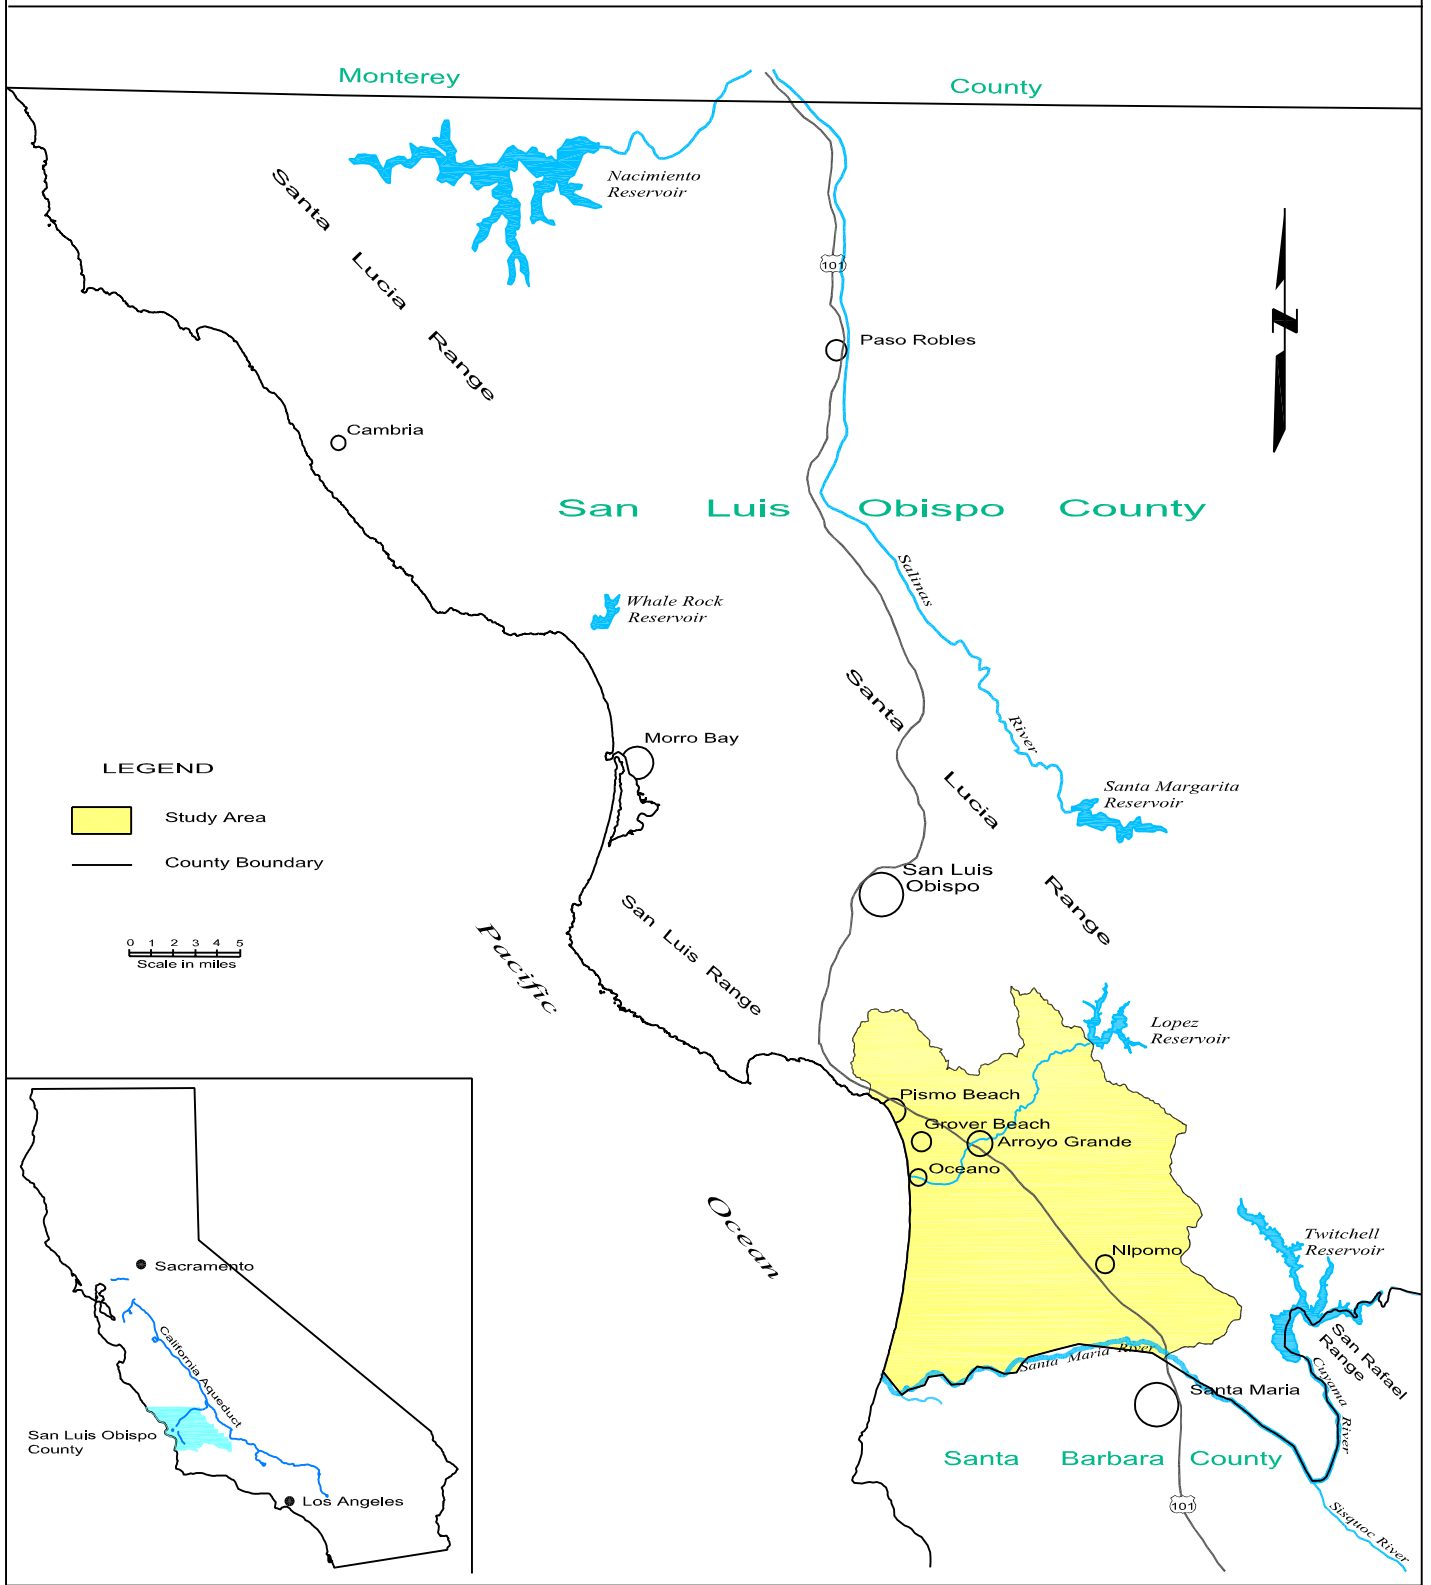 Monterey County
Nacimiento
Reservoir
Santa Lucia Range
101
Paso Robles
Cambria
San Luis Obispo County
Salinas River
Whale Rock
Reservoir
Santa Lucia Range
Morro Bay
LEGEND
Study Area
County Boundary
0 1 2 3 4 5
Scale in miles
Santa Margarita
Reservoir
San Luis
Obispo
San Luis Range
Pacific Ocean
Lopez
Reservoir
Pismo Beach
Grover Beach
Arroyo Grande
Oceano
NIpomo
Twitchell
Reservoir
San Rafael
Range
Cuyama River
Santa Maria River
Santa Maria
Santa Barbara County
101
Sisquoc River
N
Sacramento
California Aqueduct
San Luis Obispo
County
Los Angeles